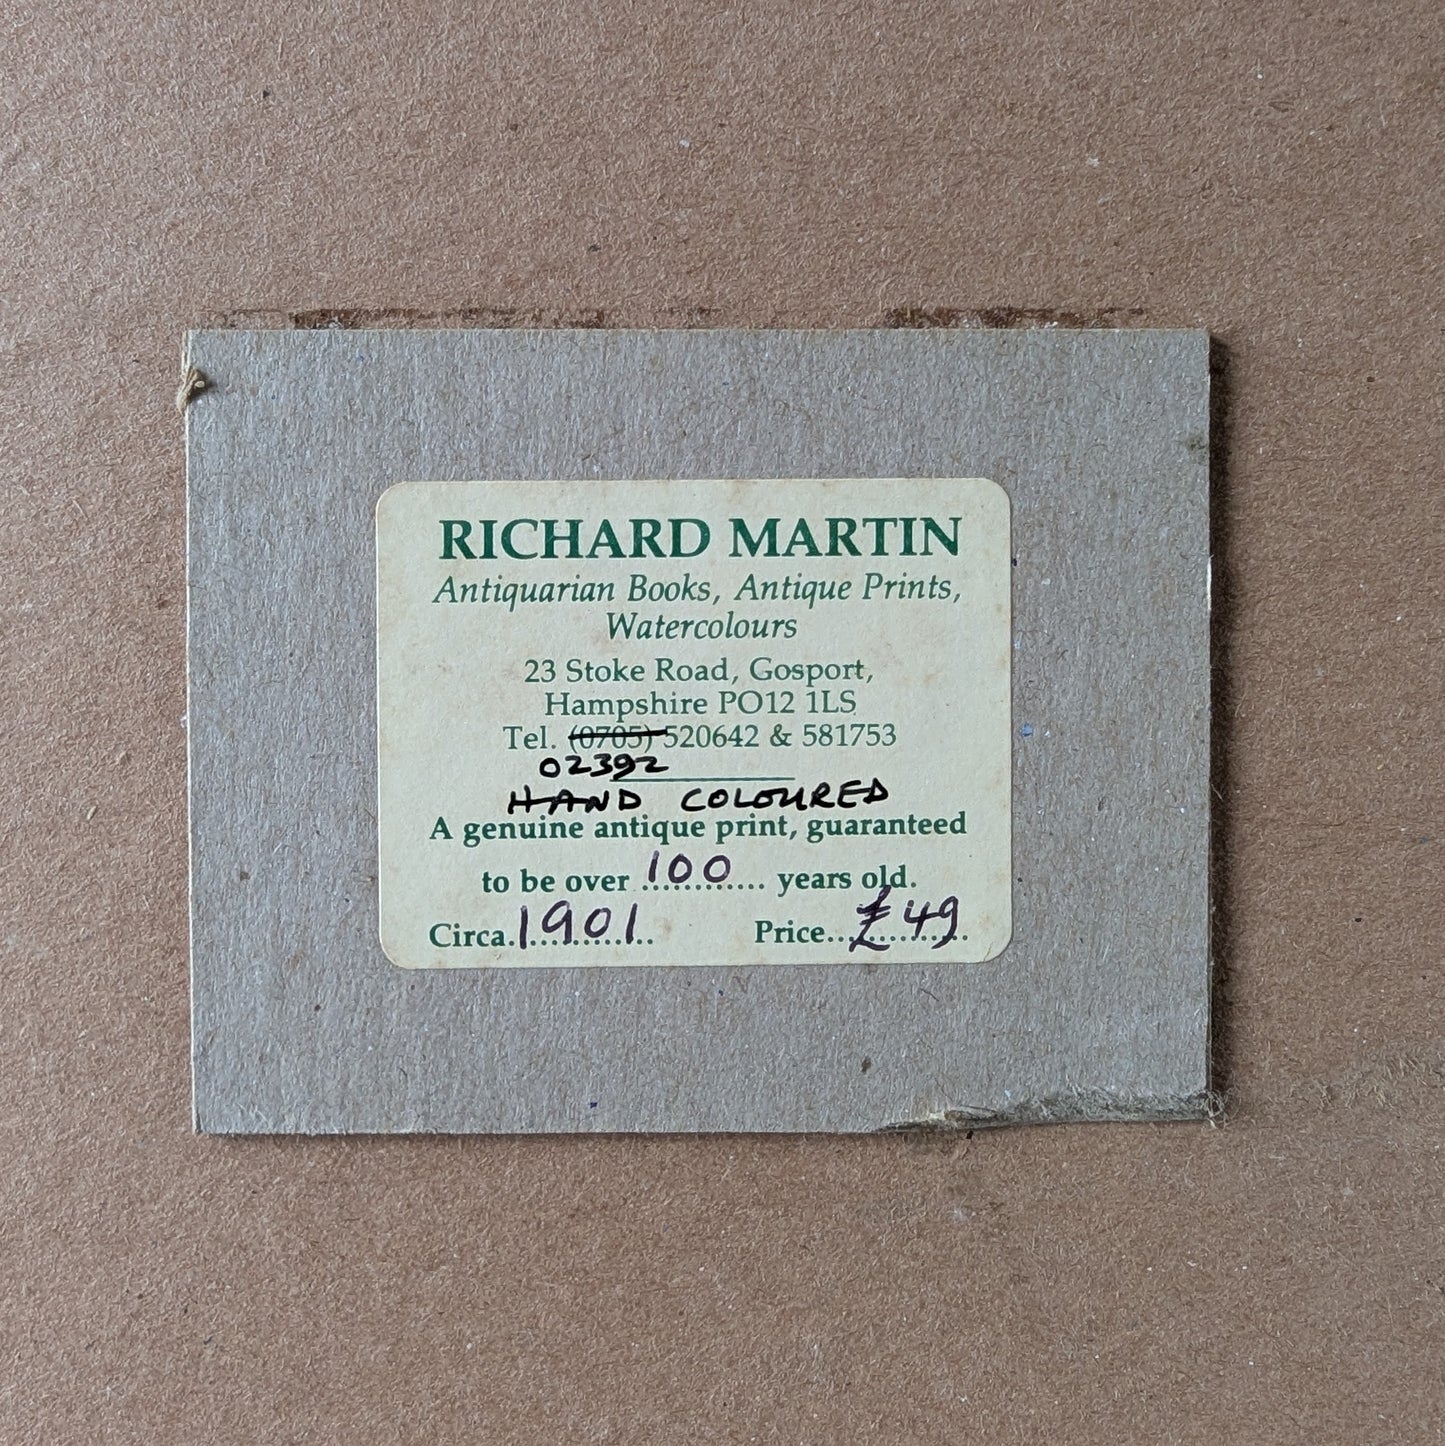 RICHARD MARTIN
Antiquarian Books, Antique Prints,
Watercolours
23 Stoke Road, Gosport,
Hampshire PO12 1LS
Tel. (0705) 520642 & 581753
02392
HAND COLOURED
A genuine antique print, guaranteed
to be over 100 years old.
Circa. 1901 Price... £49